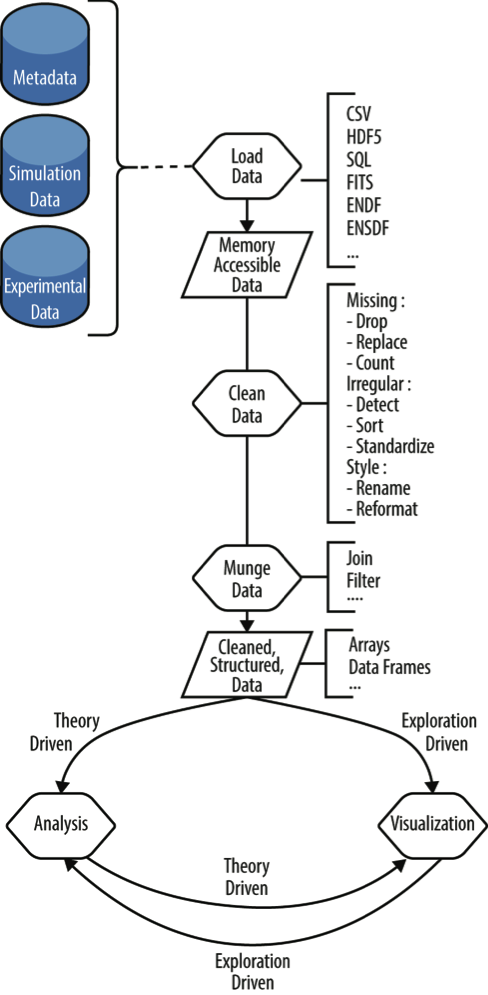 Metadata
Simulation
Data
Experimental
Data
Load
Data
CSV
HDF5
SQL
FITS
ENDF
ENSDF
...
Memory
Accessible
Data
Clean
Data
Missing :
- Drop
- Replace
- Count
Irregular :
- Detect
- Sort
- Standardize
Style :
- Rename
- Reformat
Munge
Data
Join
Filter
....
Cleaned,
Structured,
Data
Arrays
Data Frames
...
Theory
Driven
Exploration
Driven
Analysis
Visualization
Theory
Driven
Exploration
Driven